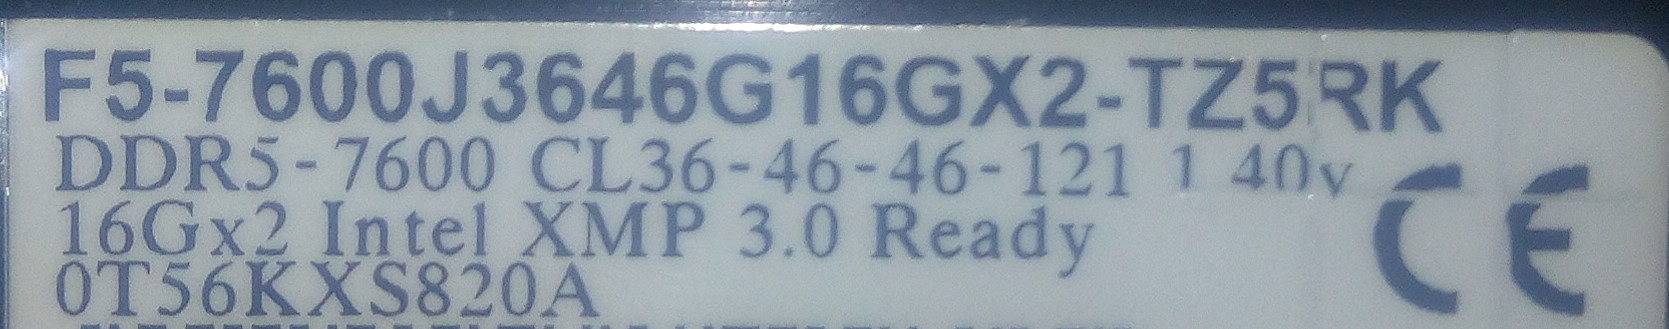 F5-7600J3646G16GX2-TZ5RK
DDR5-7600 CL36-46-46-121 1 40v
16Gx2 Intel XMP 3.0 Ready
0T56KXS820A
CE